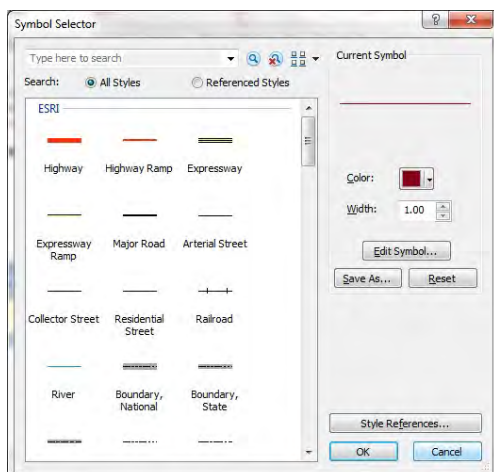 Symbol Selector
Type here to search
Search:
All Styles
Referenced Styles
ESRI
Highway
Highway Ramp
Expressway
Expressway
Ramp
Major Road
Arterial Street
Collector Street
Residential
Street
Railroad
River
Boundary,
National
Boundary,
State
Current Symbol
Color:
Width:
1.00
Edit Symbol...
Save As...
Reset
Style References...
OK
Cancel